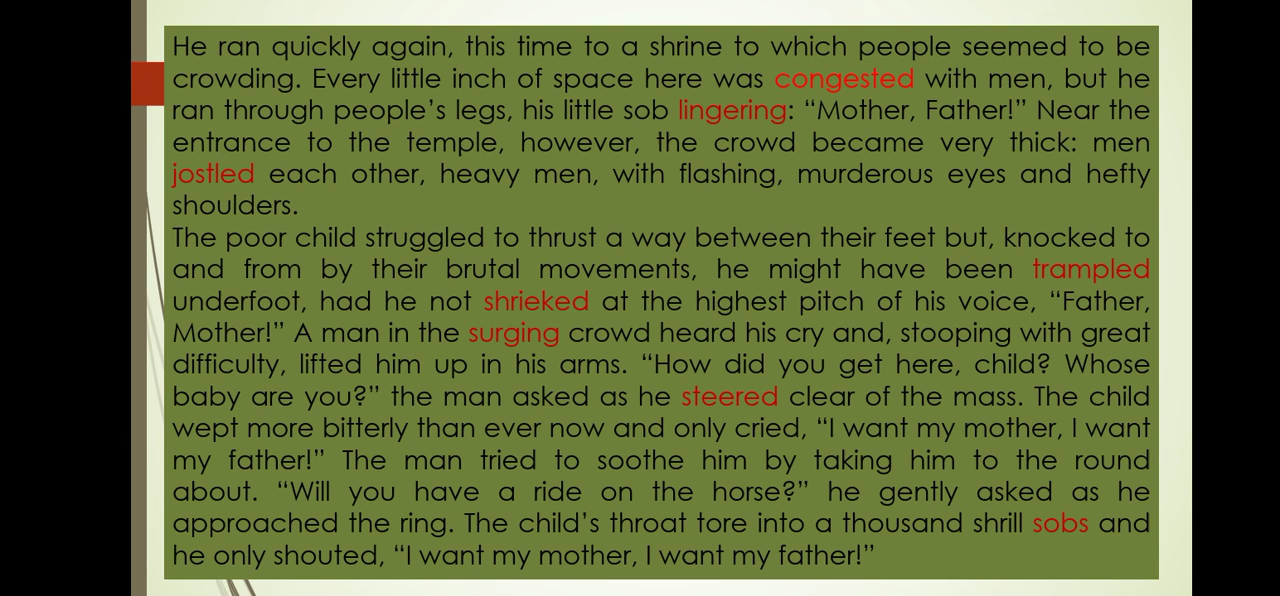 He ran quickly again, this time to a shrine to which people seemed to be
crowding. Every little inch of space here was congested with men, but he
ran through people’s legs, his little sob lingering: “Mother, Father!” Near the
entrance to the temple, however, the crowd became very thick: men
jostled each other, heavy men, with flashing, murderous eyes and hefty
shoulders.
The poor child struggled to thrust a way between their feet but, knocked to
and from by their brutal movements, he might have been trampled
underfoot, had he not shrieked at the highest pitch of his voice, “Father,
Mother!” A man in the surging crowd heard his cry and, stooping with great
difficulty, lifted him up in his arms. “How did you get here, child? Whose
baby are you?” the man asked as he steered clear of the mass. The child
wept more bitterly than ever now and only cried, “I want my mother, I want
my father!” The man tried to soothe him by taking him to the round
about. “Will you have a ride on the horse?” he gently asked as he
approached the ring. The child’s throat tore into a thousand shrill sobs and
he only shouted, “I want my mother, I want my father!”